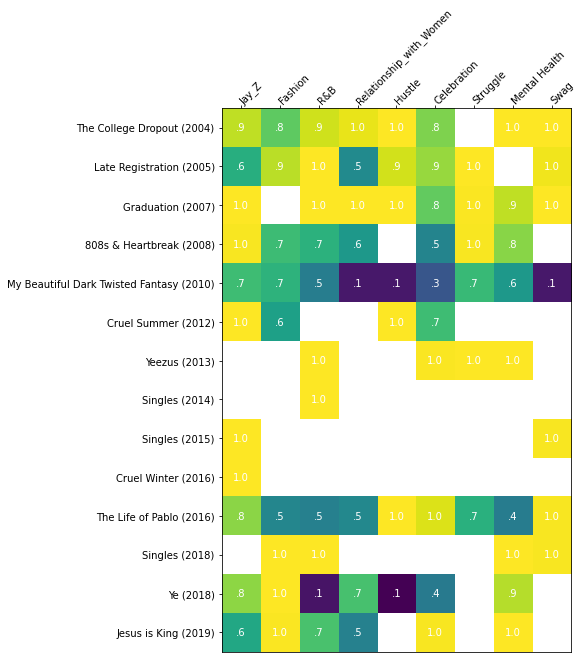 Jay_Z Fashion R&B Relationship_with_Women Hustle Celebration Struggle Mental Health Swag
The College Dropout (2004) .9 .8 .9 1.0 1.0 .8 1.0 1.0
Late Registration (2005) .6 .9 1.0 .5 .9 .9 1.0 1.0
Graduation (2007) 1.0 1.0 1.0 1.0 .8 1.0 .9 1.0
808s & Heartbreak (2008) 1.0 .7 .7 .6 .5 1.0 .8
My Beautiful Dark Twisted Fantasy (2010) .7 .7 .5 .1 .1 .3 .7 .6 .1
Cruel Summer (2012) 1.0 .6 1.0 .7
Yeezus (2013) 1.0 1.0 1.0 1.0
Singles (2014) 1.0
Singles (2015) 1.0 1.0
Cruel Winter (2016) 1.0
The Life of Pablo (2016) .8 .5 .5 .5 1.0 1.0 .7 .4 1.0
Singles (2018) 1.0 1.0 1.0 1.0
Ye (2018) .8 1.0 .1 .7 .1 .4 .9
Jesus is King (2019) .6 1.0 .7 .5 1.0 1.0